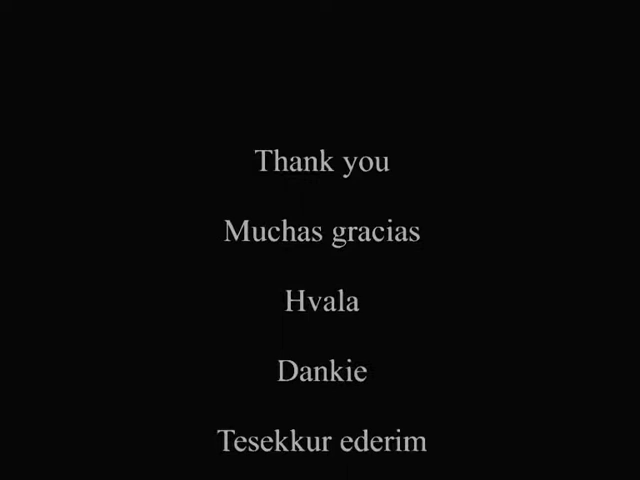 Thank you
Muchas gracias
Hvala
Dankie
Tesekkur ederim